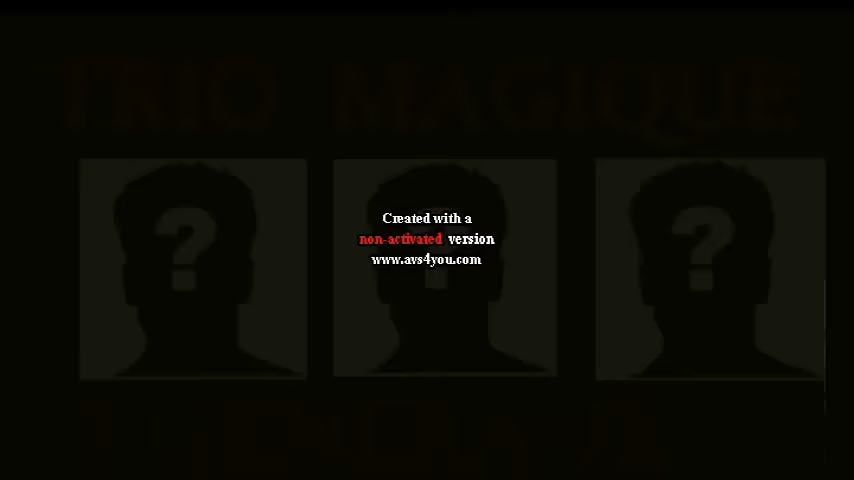 TRIO MAGIQUE
?
?
?
Created with a
non-activated version
www.avs4you.com